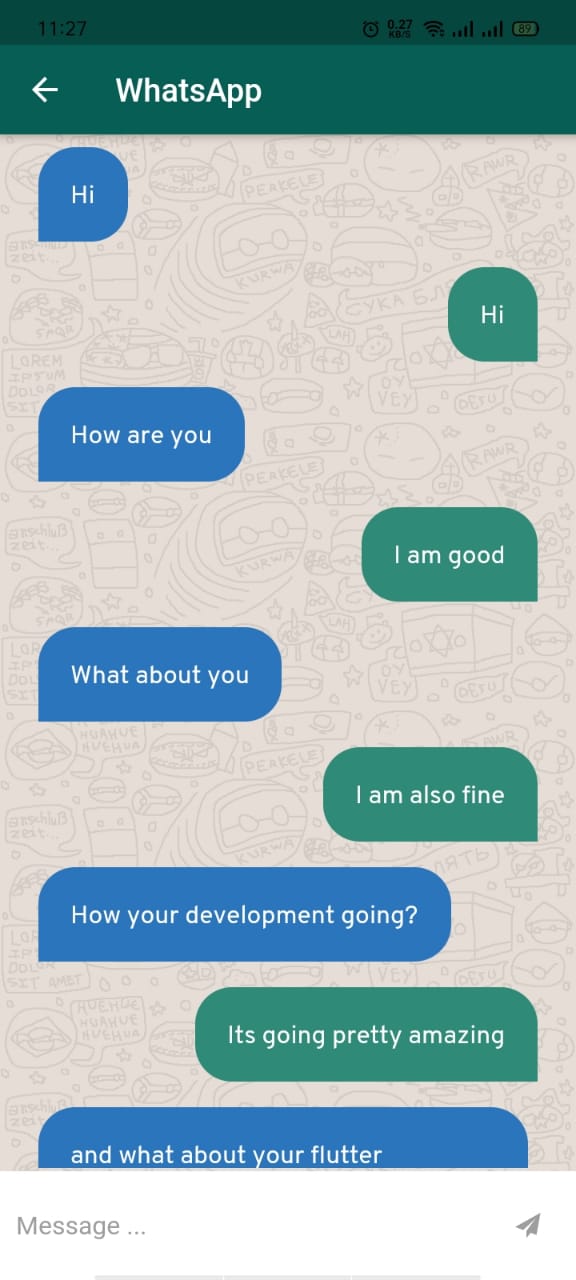 11:27
0.27
KB/S
89
WhatsApp
Hi
Hi
How are you
I am good
What about you
I am also fine
How your development going?
Its going pretty amazing
and what about your flutter
Message ...